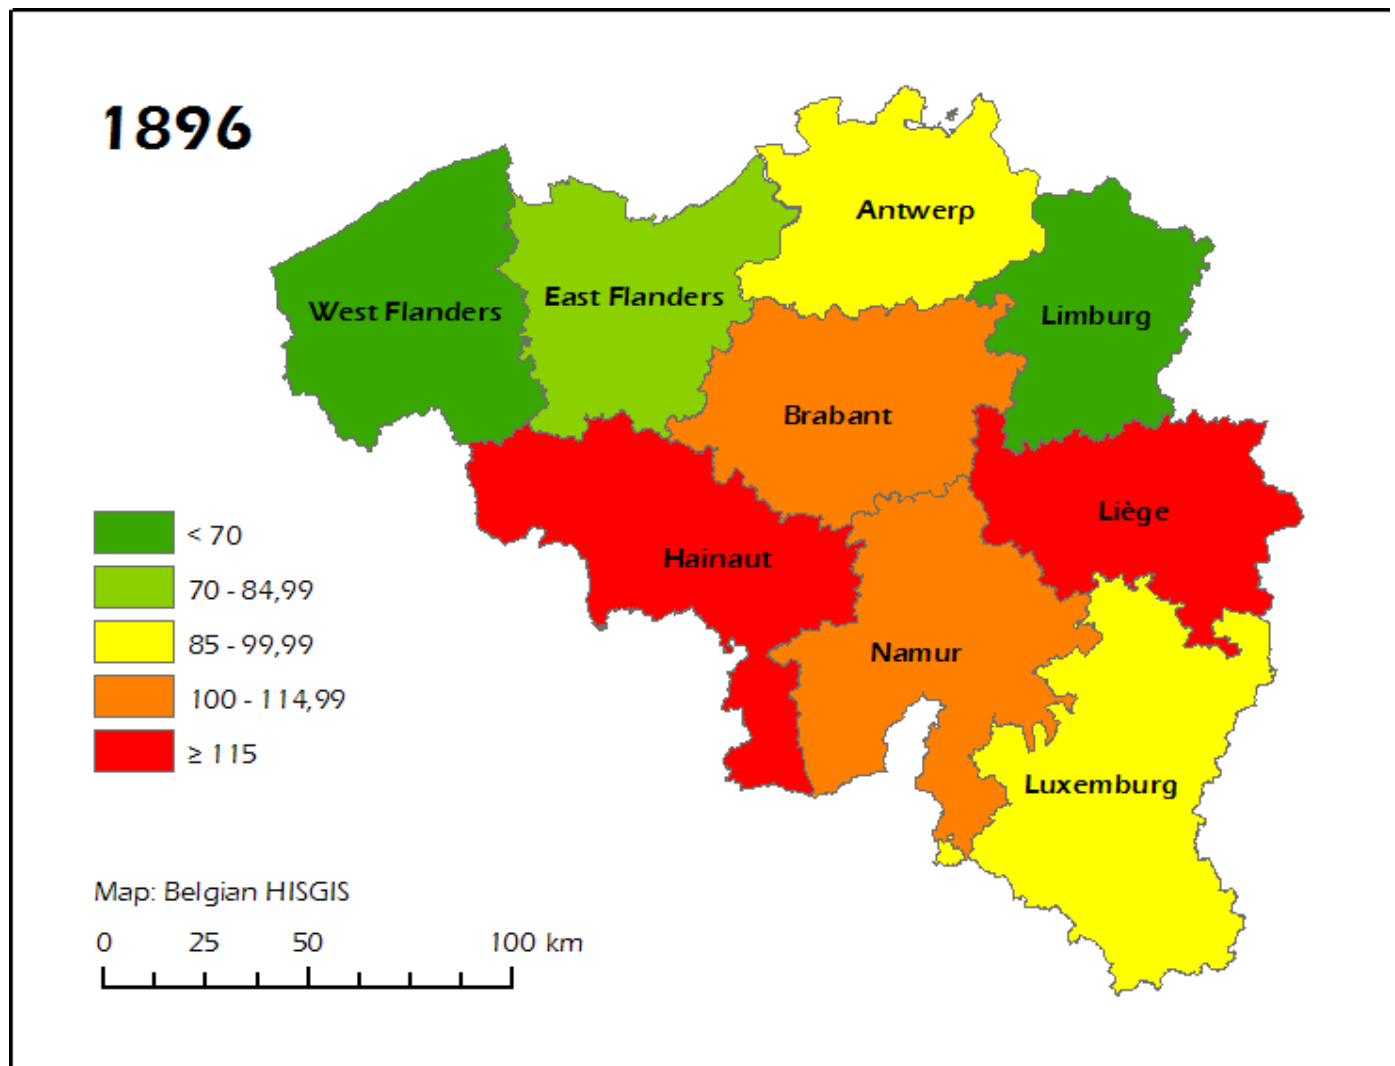 1896
Antwerp
West Flanders
East Flanders
Limburg
Brabant
Liège
Hainaut
Namur
Luxemburg
< 70
70 - 84,99
85 - 99,99
100 - 114,99
≥ 115
Map: Belgian HISGIS
0 25 50 100 km